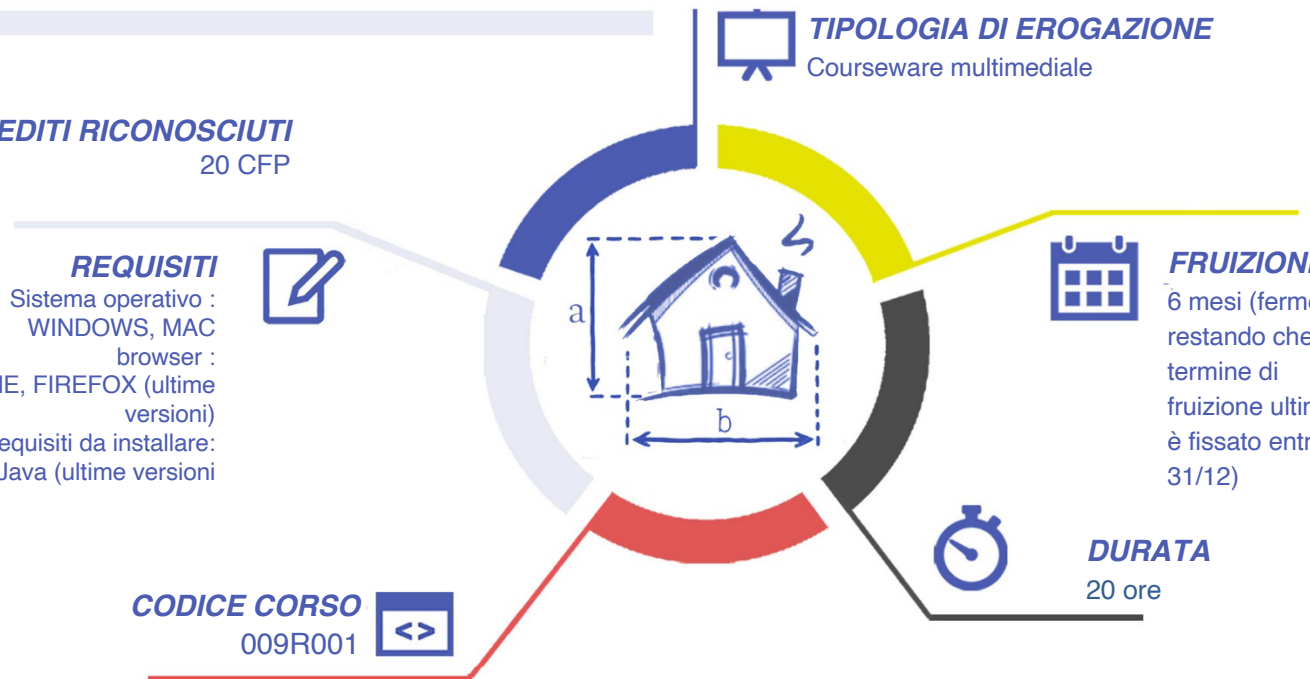 TIPOLOGIA DI EROGAZIONE
Courseware multimediale
EDITI RICONOSCIUTI
20 CFP
REQUISITI
Sistema operativo :
WINDOWS, MAC
browser :
FIREFOX (ultime
versioni)
equisiti da installare:
Java (ultime versioni
FRUIZION
6 mesi (ferm
restando che
termine di
fruizione ulti
è fissato entr
31/12)
a
b
DURATA
20 ore
CODICE CORSO
009R001
<>